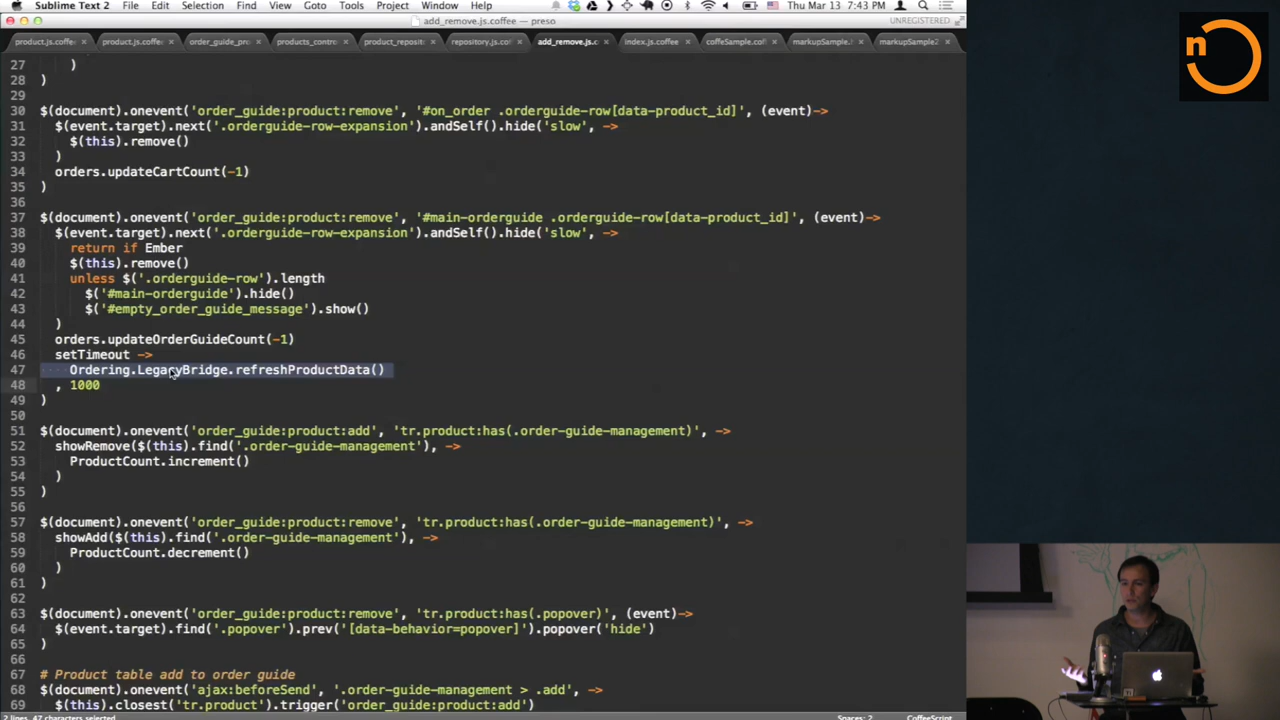 Sublime Text 2 File Edit Selection Find View Goto Tools Project Window Help Thu Mar 13 7:43 PM
add_remove.js.coffee — preso UNREGISTERED
product.js.coffee × product.js.coffee × order_guide_pro × products_contro × product_reposito × repository.js.coffee × add_remove.js.co × index.js.coffee × coffeSample.coff × markupSample.h × markupSample2 ×
27 )
28 )
29
30 $(document).onevent('order_guide:product:remove', '#on_order .orderguide-row[data-product_id]', (event)->
31 $(event.target).next('.orderguide-row-expansion').andSelf().hide('slow', ->
32 $(this).remove()
33 )
34 orders.updateCartCount(-1)
35 )
36
37 $(document).onevent('order_guide:product:remove', '#main-orderguide .orderguide-row[data-product_id]', (event)->
38 $(event.target).next('.orderguide-row-expansion').andSelf().hide('slow', ->
39 return if Ember
40 $(this).remove()
41 unless $('.orderguide-row').length
42 $('#main-orderguide').hide()
43 $('#empty_order_guide_message').show()
44 )
45 orders.updateOrderGuideCount(-1)
46 setTimeout ->
47 Ordering.LegacyBridge.refreshProductData()
48 , 1000
49 )
50
51 $(document).onevent('order_guide:product:add', 'tr.product:has(.order-guide-management)', ->
52 showRemove($(this).find('.order-guide-management'), ->
53 ProductCount.increment()
54 )
55 )
56
57 $(document).onevent('order_guide:product:remove', 'tr.product:has(.order-guide-management)', ->
58 showAdd($(this).find('.order-guide-management'), ->
59 ProductCount.decrement()
60 )
61 )
62
63 $(document).onevent('order_guide:product:remove', 'tr.product:has(.popover)', (event)->
64 $(event.target).find('.popover').prev('[data-behavior=popover]').popover('hide')
65 )
66
67 # Product table add to order guide
68 $(document).onevent('ajax:beforeSend', '.order-guide-management > .add', ->
69 $(this).closest('tr.product').trigger('order_guide:product:add')
2 lines, 47 characters selected Spaces: 2 CoffeeScript
n